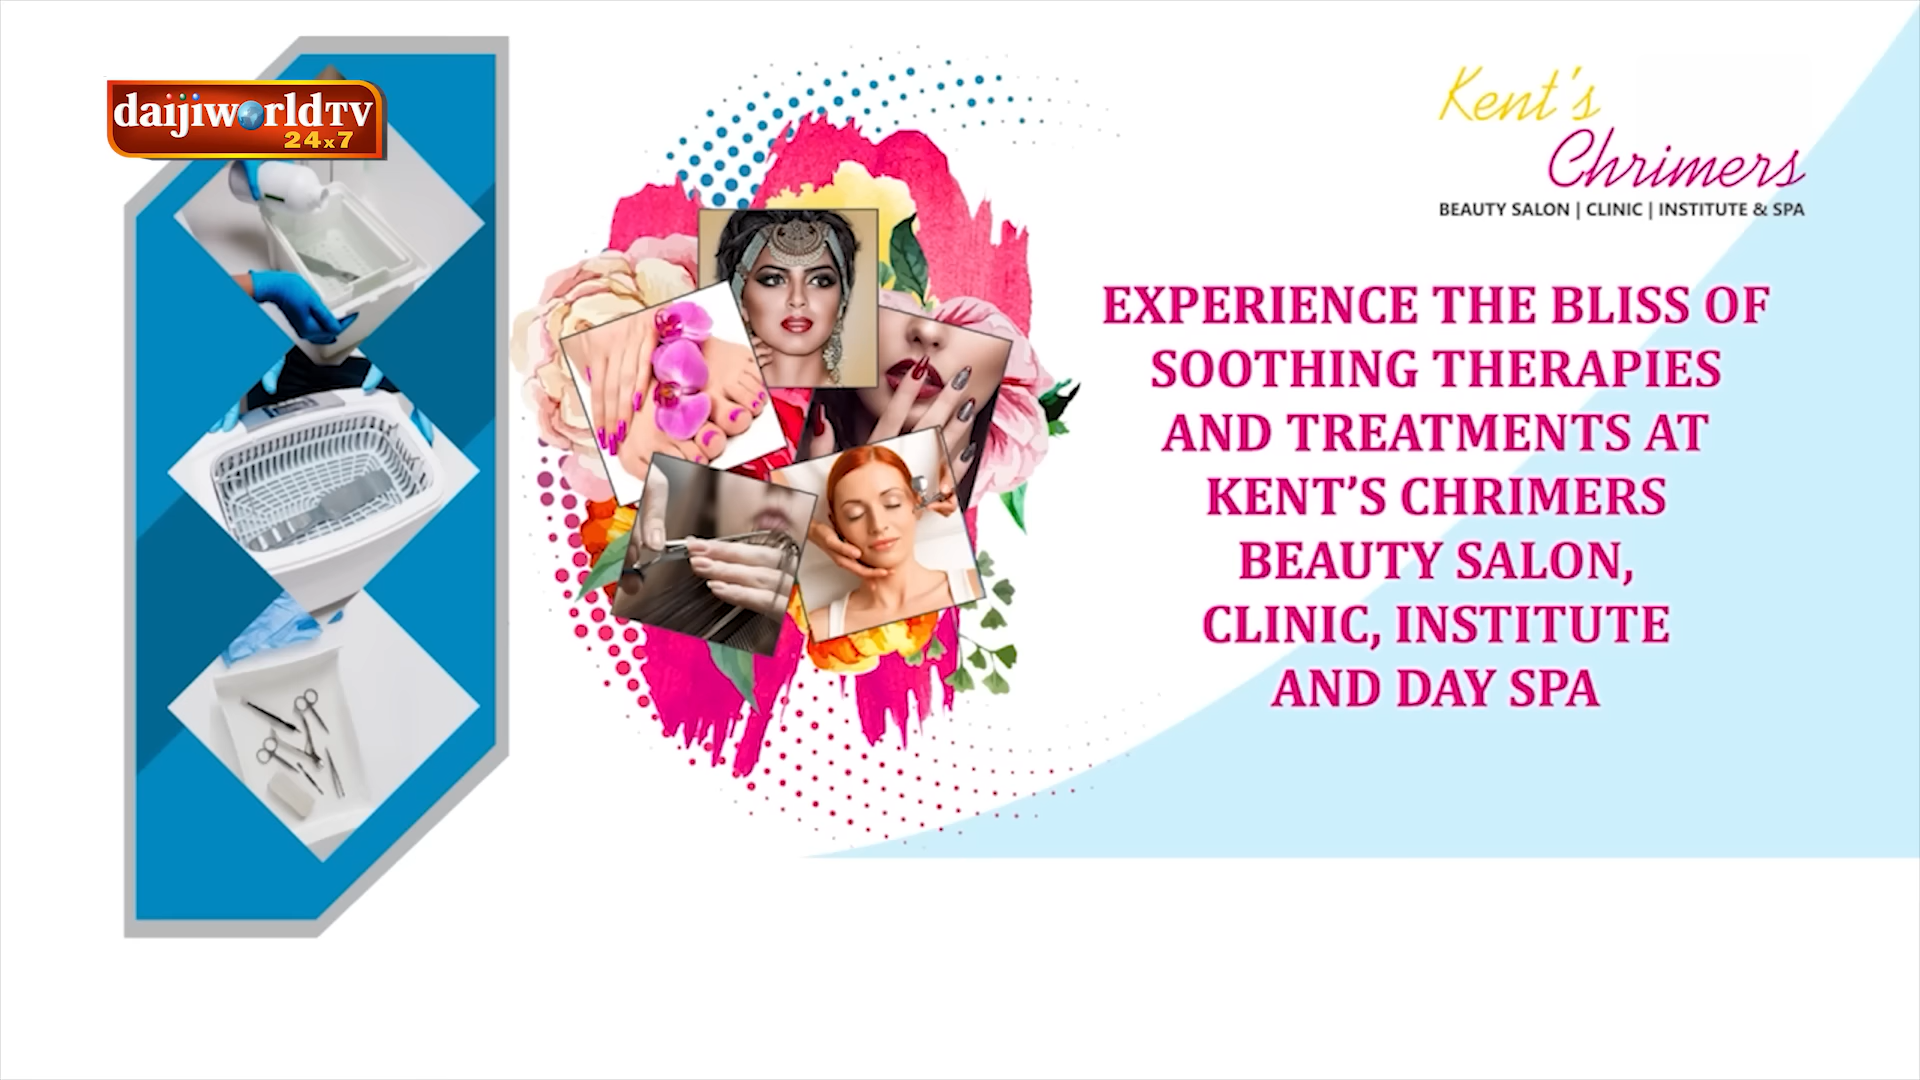 daijiworldTV
24x7
Kent's
Chrimers
BEAUTY SALON | CLINIC | INSTITUTE & SPA
EXPERIENCE THE BLISS OF
SOOTHING THERAPIES
AND TREATMENTS AT
KENT’S CHRIMERS
BEAUTY SALON,
CLINIC, INSTITUTE
AND DAY SPA